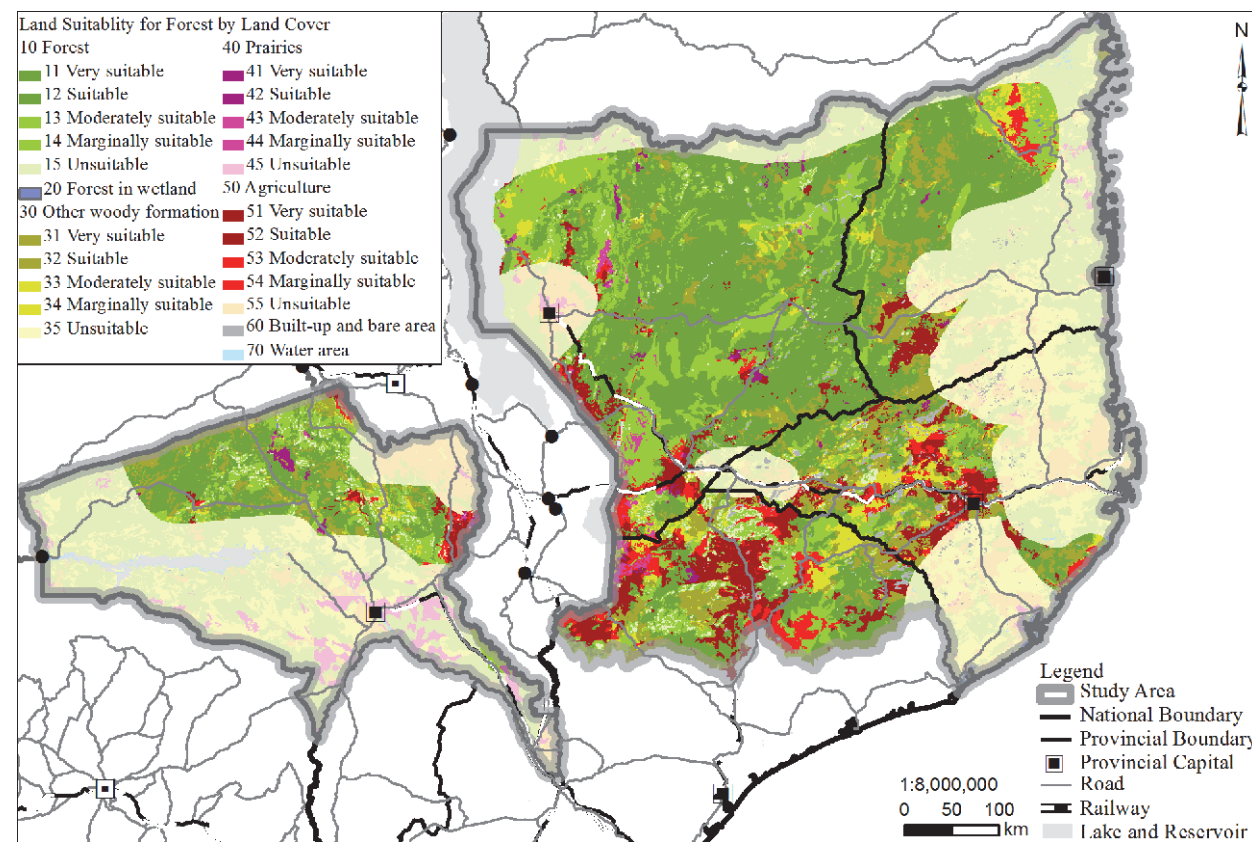 Land Suitablity for Forest by Land Cover
10 Forest
11 Very suitable
12 Suitable
13 Moderately suitable
14 Marginally suitable
15 Unsuitable
20 Forest in wetland
30 Other woody formation
31 Very suitable
32 Suitable
33 Moderately suitable
34 Marginally suitable
35 Unsuitable
40 Prairies
41 Very suitable
42 Suitable
43 Moderately suitable
44 Marginally suitable
45 Unsuitable
50 Agriculture
51 Very suitable
52 Suitable
53 Moderately suitable
54 Marginally suitable
55 Unsuitable
60 Built-up and bare area
70 Water area
N
Legend
Study Area
National Boundary
Provincial Boundary
Provincial Capital
Road
Railway
Lake and Reservoir
1:8,000,000
0 50 100
km